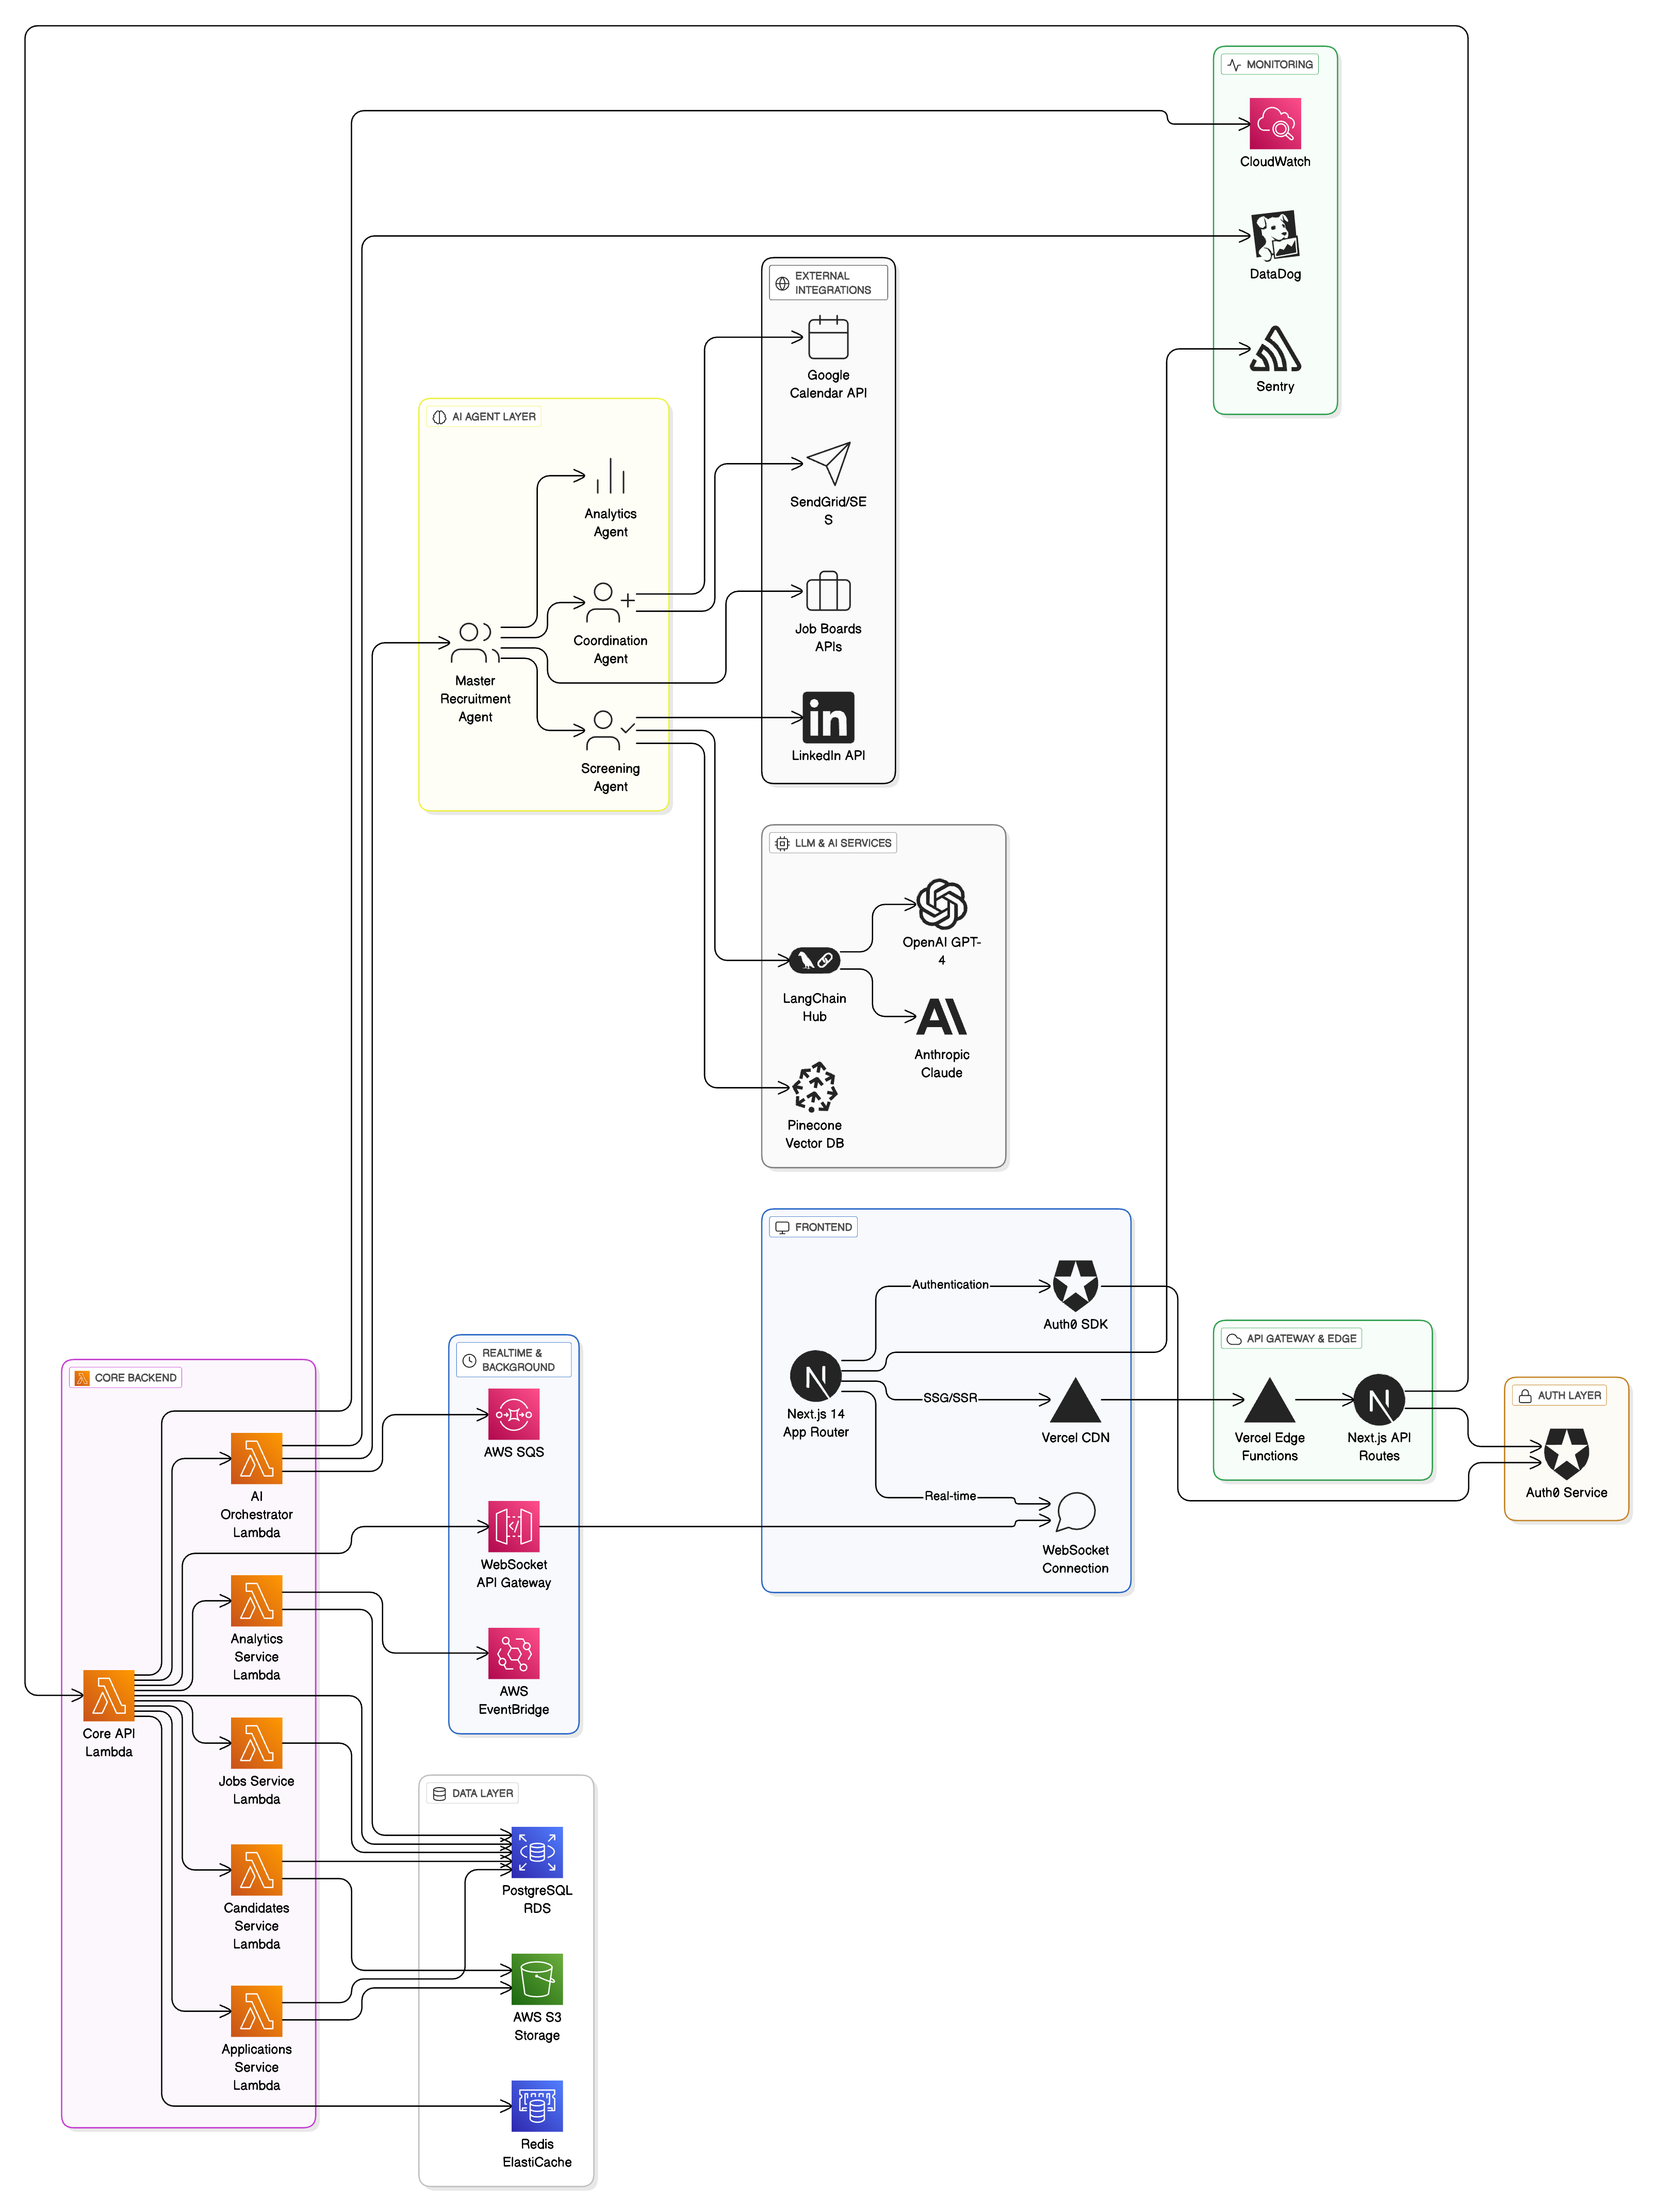 MONITORING
CloudWatch
DataDog
Sentry
EXTERNAL
INTEGRATIONS
Google
Calendar API
SendGrid/SE
S
Job Boards
APIs
LinkedIn API
AI AGENT LAYER
Analytics
Agent
Coordination
Agent
Master
Recruitment
Agent
Screening
Agent
LLM & AI SERVICES
OpenAI GPT-
4
LangChain
Hub
Anthropic
Claude
Pinecone
Vector DB
FRONTEND
Authentication
Auth0 SDK
Next.js 14
App Router
SSG/SSR
Vercel CDN
Real-time
WebSocket
Connection
API GATEWAY & EDGE
Vercel Edge
Functions
Next.js API
Routes
AUTH LAYER
Auth0 Service
REALTIME &
BACKGROUND
AWS SQS
WebSocket
API Gateway
AWS
EventBridge
CORE BACKEND
AI
Orchestrator
Lambda
Analytics
Service
Lambda
Core API
Lambda
Jobs Service
Lambda
Candidates
Service
Lambda
Applications
Service
Lambda
DATA LAYER
PostgreSQL
RDS
AWS S3
Storage
Redis
ElastiCache